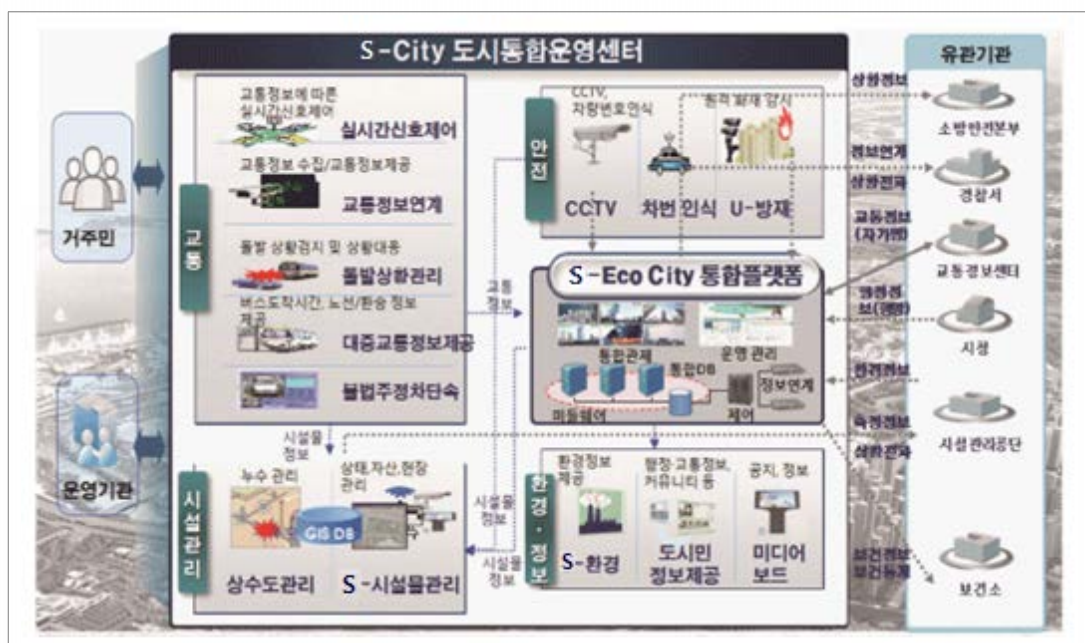 S-City 도시통합운영센터
유관기관
거주민
운영기관
교통
교통정보에 따른
실시간신호제어
실시간신호제어
교통정보 수집/교통정보제공
교통정보연계
돌발 상황검지 및 상황대응
돌발상황관리
버스도착시간, 노선/환승 정보
제공
대중교통정보제공
불법주정차단속
안전
CCTV,
차량번호인식
원격 화재 감시
CCTV
차번 인식
U-방재
교통
정보
S-Eco City 통합플랫폼
통합관제
운영 관리
통합DB
미들웨어
제어
정보연계
시설물
정보
시설물
정보
시설물
정보
시설관리
누수 관리
상태,자산,현장
관리
GIS DB
상수도관리
S-시설물관리
환경·정보
환경정보
제공
행정·교통정보,
커뮤니티 등
공지, 정보
S-환경
도시민
정보제공
미디어
보드
상황정보
소방안전본부
정보연계
상황전파
경찰서
교통정보
(자가망)
교통정보센터
시청
환경정보
측정정보
상황전파
시설관리공단
보건정보
보건통계
보건소